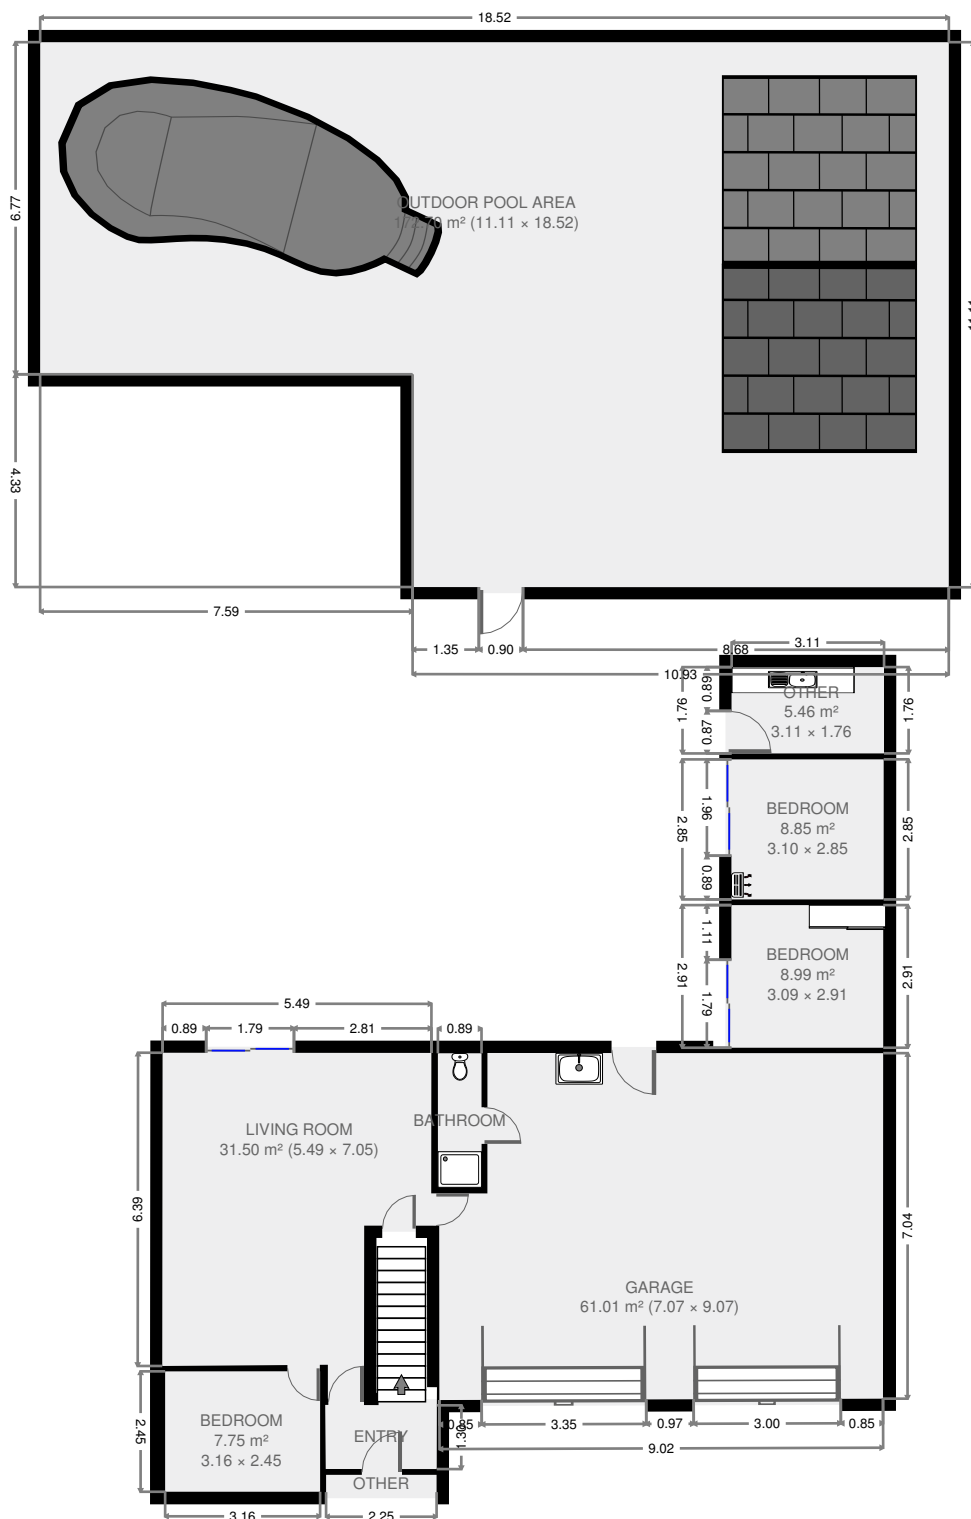 18.52
6.77
OUTDOOR POOL AREA
172.70 m² (11.11 × 18.52)
4.33
7.59
1.35
0.90
8.68
10.93
3.11
0.89
0.87
1.76
OTHER
5.46 m²
3.11 × 1.76
1.76
2.85
1.96
0.89
BEDROOM
8.85 m²
3.10 × 2.85
2.85
2.91
1.11
1.79
BEDROOM
8.99 m²
3.09 × 2.91
2.91
5.49
0.89
1.79
2.81
0.89
BATHROOM
LIVING ROOM
31.50 m² (5.49 × 7.05)
6.39
7.04
GARAGE
61.01 m² (7.07 × 9.07)
0.85
3.35
0.97
3.00
0.85
9.02
2.45
BEDROOM
7.75 m²
3.16 × 2.45
ENTRY
1.30
OTHER
3.16
2.25